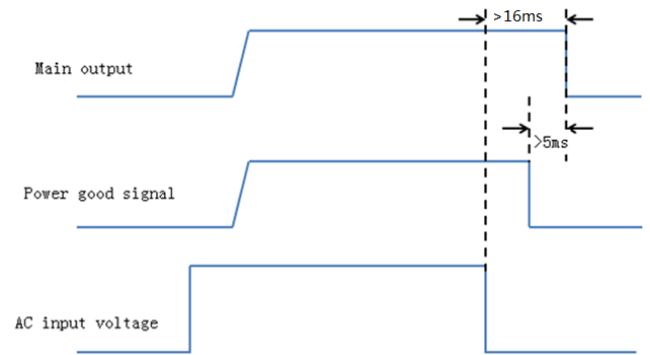 >16ms
Main output
>5ms
Power good signal
AC input voltage